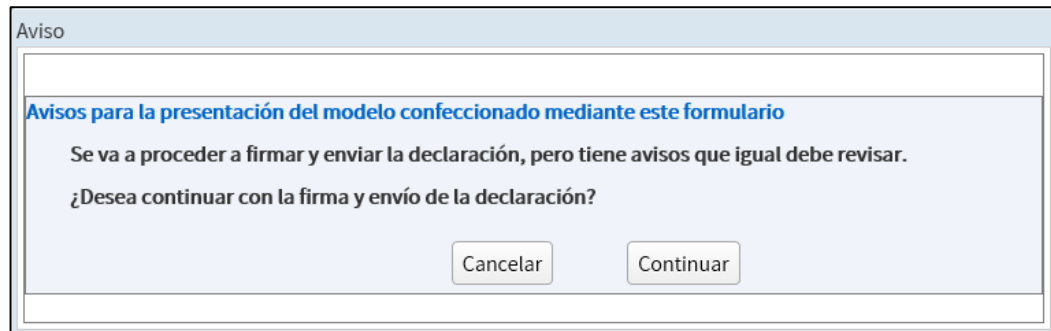 Aviso
Avisos para la presentación del modelo confeccionado mediante este formulario
Se va a proceder a firmar y enviar la declaración, pero tiene avisos que igual debe revisar.
¿Desea continuar con la firma y envío de la declaración?
Cancelar Continuar